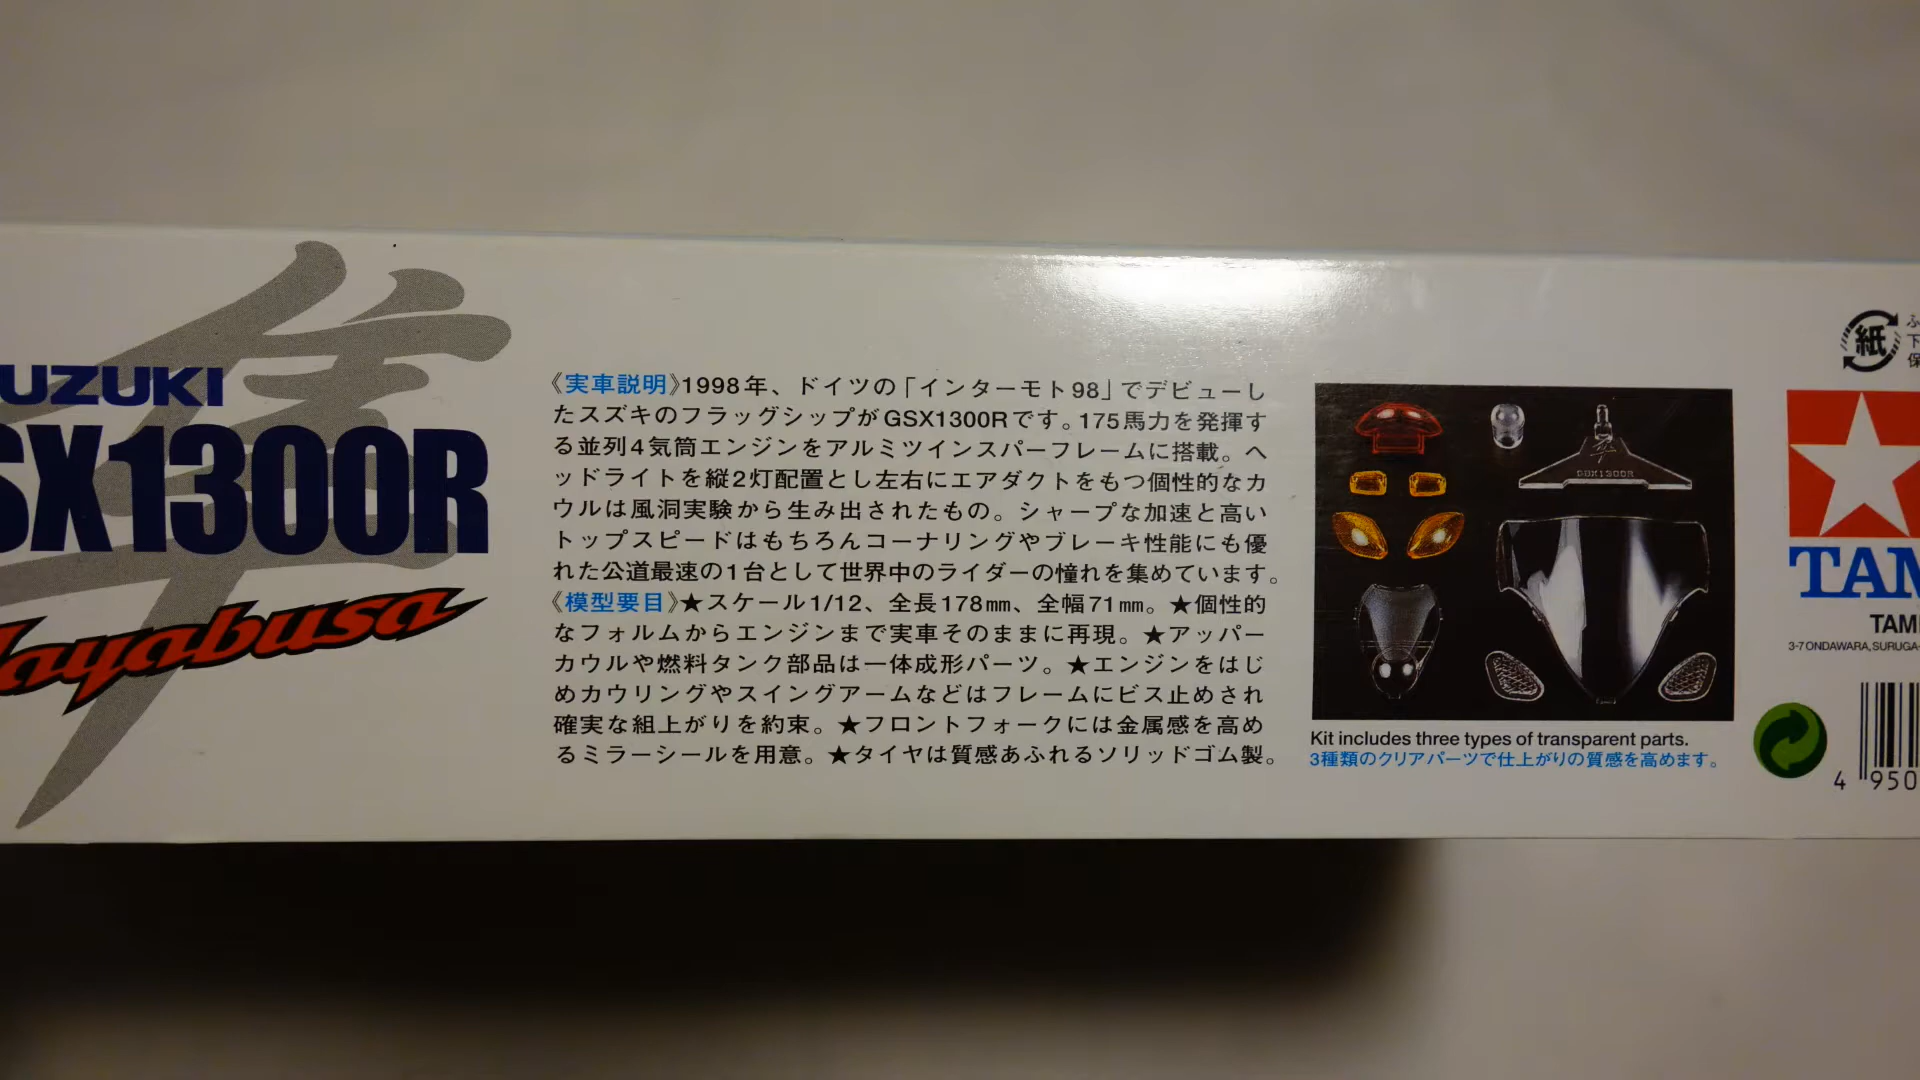 UZUKI
SX1300R
ayabusa
隼
《実車説明》1998年、ドイツの「インターモト98」でデビューし
たスズキのフラッグシップがGSX1300Rです。175馬力を発揮す
る並列4気筒エンジンをアルミツインスパーフレームに搭載。ヘ
ッドライトを縦2灯配置とし左右にエアダクトをもつ個性的なカ
ウルは風洞実験から生み出されたもの。シャープな加速と高い
トップスピードはもちろんコーナリングやブレーキ性能にも優
れた公道最速の1台として世界中のライダーの憧れを集めています。
《模型要目》★スケール1/12、全長178㎜、全幅71㎜。★個性的
なフォルムからエンジンまで実車そのままに再現。★アッパー
カウルや燃料タンク部品は一体成形パーツ。★エンジンをはじ
めカウリングやスイングアームなどはフレームにビス止めされ
確実な組上がりを約束。★フロントフォークには金属感を高め
るミラーシールを用意。★タイヤは質感あふれるソリッドゴム製。
GSX1300R
Kit includes three types of transparent parts.
3種類のクリアパーツで仕上がりの質感を高めます。
紙
ふ
下
保
TAM
TAMI
3-7 ONDAWARA, SURUGA-
4 950